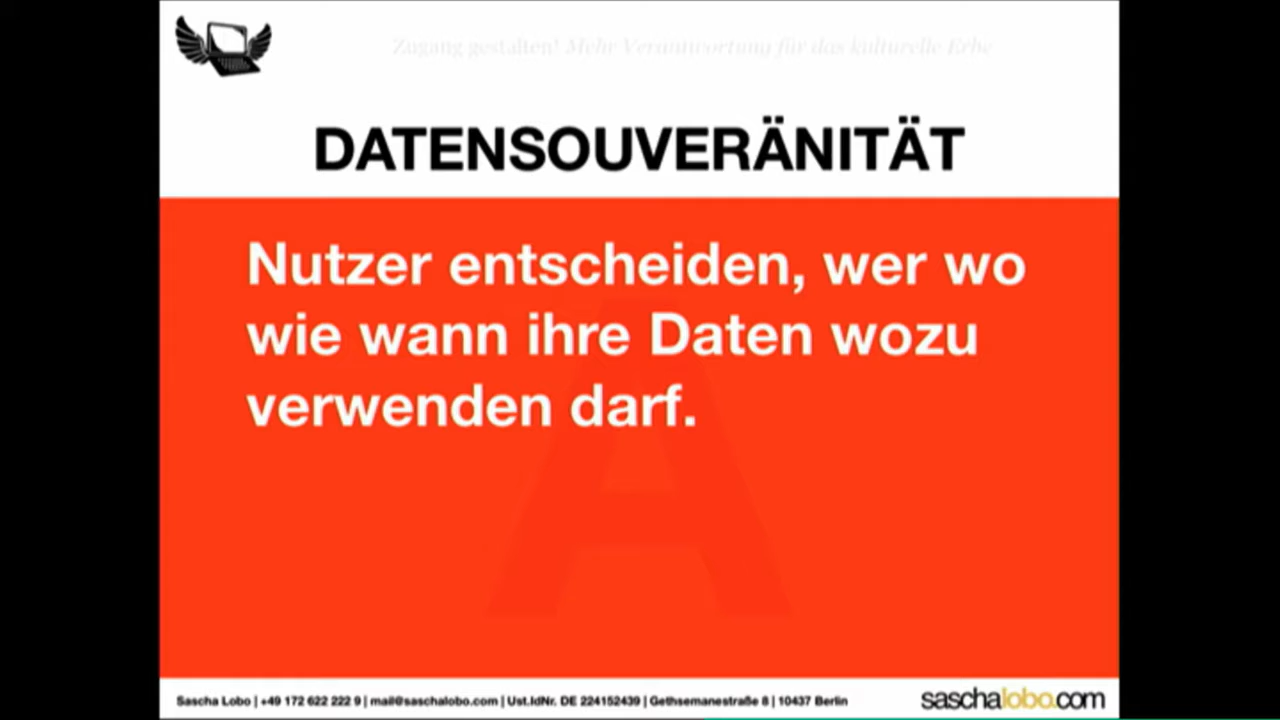 Zugang gestalten! Mehr Verantwortung für das kulturelle Erbe
DATENSOUVERÄNITÄT
Nutzer entscheiden, wer wo
wie wann ihre Daten wozu
verwenden darf.
A
Sascha Lobo | +49 172 622 222 9 | mail@saschalobo.com | Ust.IdNr. DE 224152439 | Gethsemanestraße 8 | 10437 Berlin
saschalobo.com